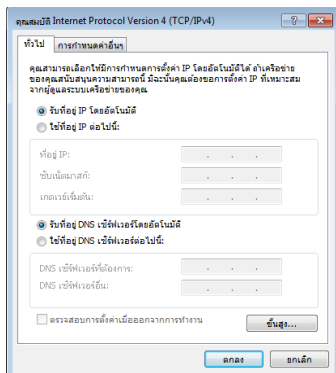 คุณสมบัติ Internet Protocol Version 4 (TCP/IPv4)
ทั่วไป
การกำหนดค่าอื่นๆ
คุณสามารถเลือกให้มีการกำหนดการตั้งค่า IP โดยอัตโนมัติได้ ถ้าเครือข่าย
ของคุณสนับสนุนความสามารถนี้ มิฉะนั้นคุณต้องขอการตั้งค่า IP ที่เหมาะสม
จากผู้ดูแลระบบเครือข่ายของคุณ
รับที่อยู่ IP โดยอัตโนมัติ
ใช้ที่อยู่ IP ต่อไปนี้:
ที่อยู่ IP:
ซับเน็ตมาสก์:
เกตเวย์เริ่มต้น:
รับที่อยู่ DNS เซิร์ฟเวอร์โดยอัตโนมัติ
ใช้ที่อยู่ DNS เซิร์ฟเวอร์ต่อไปนี้:
DNS เซิร์ฟเวอร์ที่ต้องการ:
DNS เซิร์ฟเวอร์อื่น:
ตรวจสอบการตั้งค่าเมื่อออกจากการทำงาน
ขั้นสูง...
ตกลง
ยกเลิก